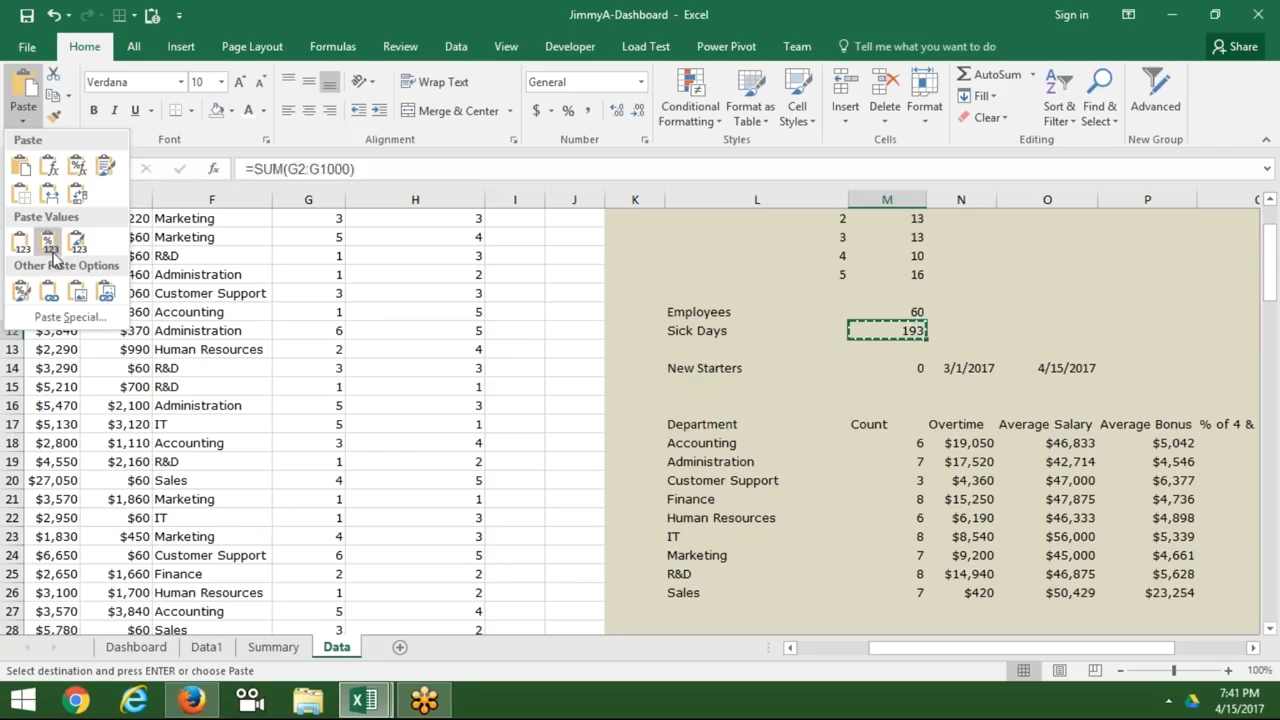 JimmyA-Dashboard - Excel
Sign in
File Home All Insert Page Layout Formulas Review Data View Developer Load Test Power Pivot Team Tell me what you want to do Share
Paste
Verdana 10
Wrap Text
General
Conditional Formatting
Format as Table
Cell Styles
Insert Delete Format
AutoSum
Fill
Clear
Sort & Filter
Find & Select
Advanced
B I U
Merge & Center
$ % ,
Font Alignment Number Styles Cells Editing
Paste
Paste Values
123 123 123
Other Paste Options
Paste Special...
fx =SUM(G2:G1000)
F G H I J K L M N O P
220 Marketing 3 3 2 13
$60 Marketing 5 4 3 13
$60 R&D 1 3 4 10
460 Administration 1 2 5 16
060 Customer Support 3 3
360 Accounting 1 5 Employees 60
12 $3,840 $370 Administration 6 5 Sick Days 193
13 $2,290 $990 Human Resources 2 4
14 $3,290 $60 R&D 3 3 New Starters 0 3/1/2017 4/15/2017
15 $5,210 $700 R&D 1 1
16 $5,470 $2,100 Administration 5 3
17 $5,130 $3,120 IT 5 1 Department Count Overtime Average Salary Average Bonus % of 4 &
18 $2,800 $1,110 Accounting 3 4 Accounting 6 $19,050 $46,833 $5,042
19 $4,550 $2,160 R&D 1 2 Administration 7 $17,520 $42,714 $4,546
20 $27,050 $60 Sales 4 5 Customer Support 3 $4,360 $47,000 $6,377
21 $3,570 $1,860 Marketing 1 1 Finance 8 $15,250 $47,875 $4,736
22 $2,950 $60 IT 1 3 Human Resources 6 $6,190 $46,333 $4,898
23 $1,830 $450 Marketing 4 3 IT 8 $8,540 $56,000 $5,339
24 $6,650 $60 Customer Support 6 5 Marketing 7 $9,200 $45,000 $4,661
25 $2,650 $1,660 Finance 2 2 R&D 8 $14,940 $46,875 $5,628
26 $3,100 $1,700 Human Resources 1 2 Sales 7 $420 $50,429 $23,254
27 $3,570 $3,840 Accounting 5 4
28 $5,780 $60 Sales 3 2
Dashboard Data1 Summary Data
Select destination and press ENTER or choose Paste
100%
7:41 PM
4/15/2017